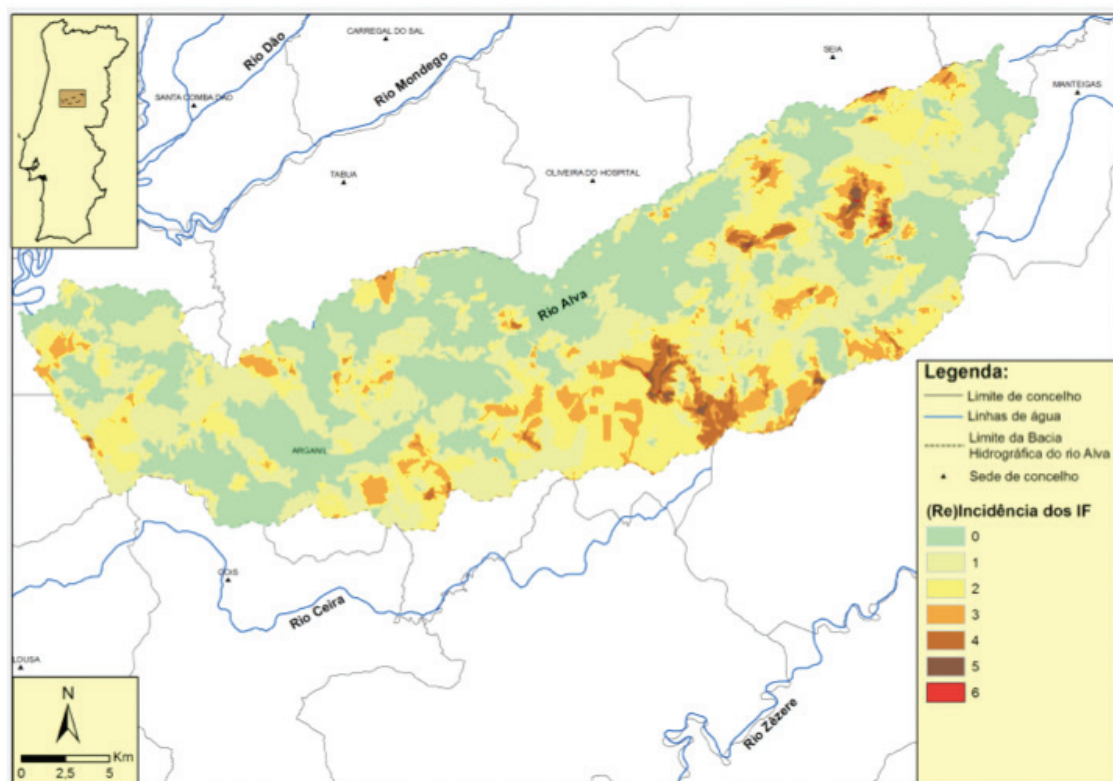 CARREGAL DO SAL
Rio Dão
Rio Mondego
SEIA
SANTA COMBA DAO
MANTEIGAS
TABUA
OLIVEIRA DO HOSPITAL
Rio Alva
ARGANIL
GOIS
Rio Ceira
LOUSA
Rio Zêzere
N
0 2,5 5 Km
Legenda:
Limite de concelho
Linhas de água
Limite da Bacia
Hidrográfica do rio Alva
Sede de concelho
(Re)Incidência dos IF
0
1
2
3
4
5
6